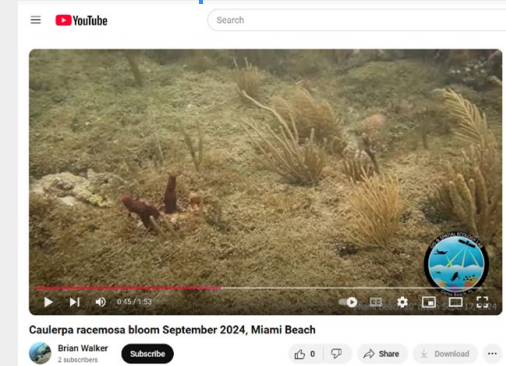 YouTube
Search
0:45 / 1:53
Caulerpa racemosa bloom September 2024, Miami Beach
Brian Walker
2 subscribers
Subscribe
0
Share
Download